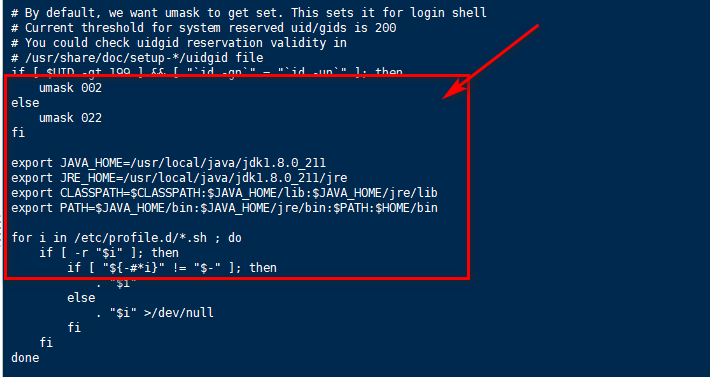 # By default, we want umask to get set. This sets it for login shell
# Current threshold for system reserved uid/gids is 200
# You could check uidgid reservation validity in
# /usr/share/doc/setup-*/uidgid file
if [ $UID -gt 199 ] && [ "`id -gn`" = "`id -un`" ]; then
    umask 002
else
    umask 022
fi

export JAVA_HOME=/usr/local/java/jdk1.8.0_211
export JRE_HOME=/usr/local/java/jdk1.8.0_211/jre
export CLASSPATH=$CLASSPATH:$JAVA_HOME/lib:$JAVA_HOME/jre/lib
export PATH=$JAVA_HOME/bin:$JAVA_HOME/jre/bin:$PATH:$HOME/bin

for i in /etc/profile.d/*.sh ; do
    if [ -r "$i" ]; then
        if [ "${-#*i}" != "$-" ]; then
            . "$i"
        else
            . "$i" >/dev/null
        fi
    fi
done